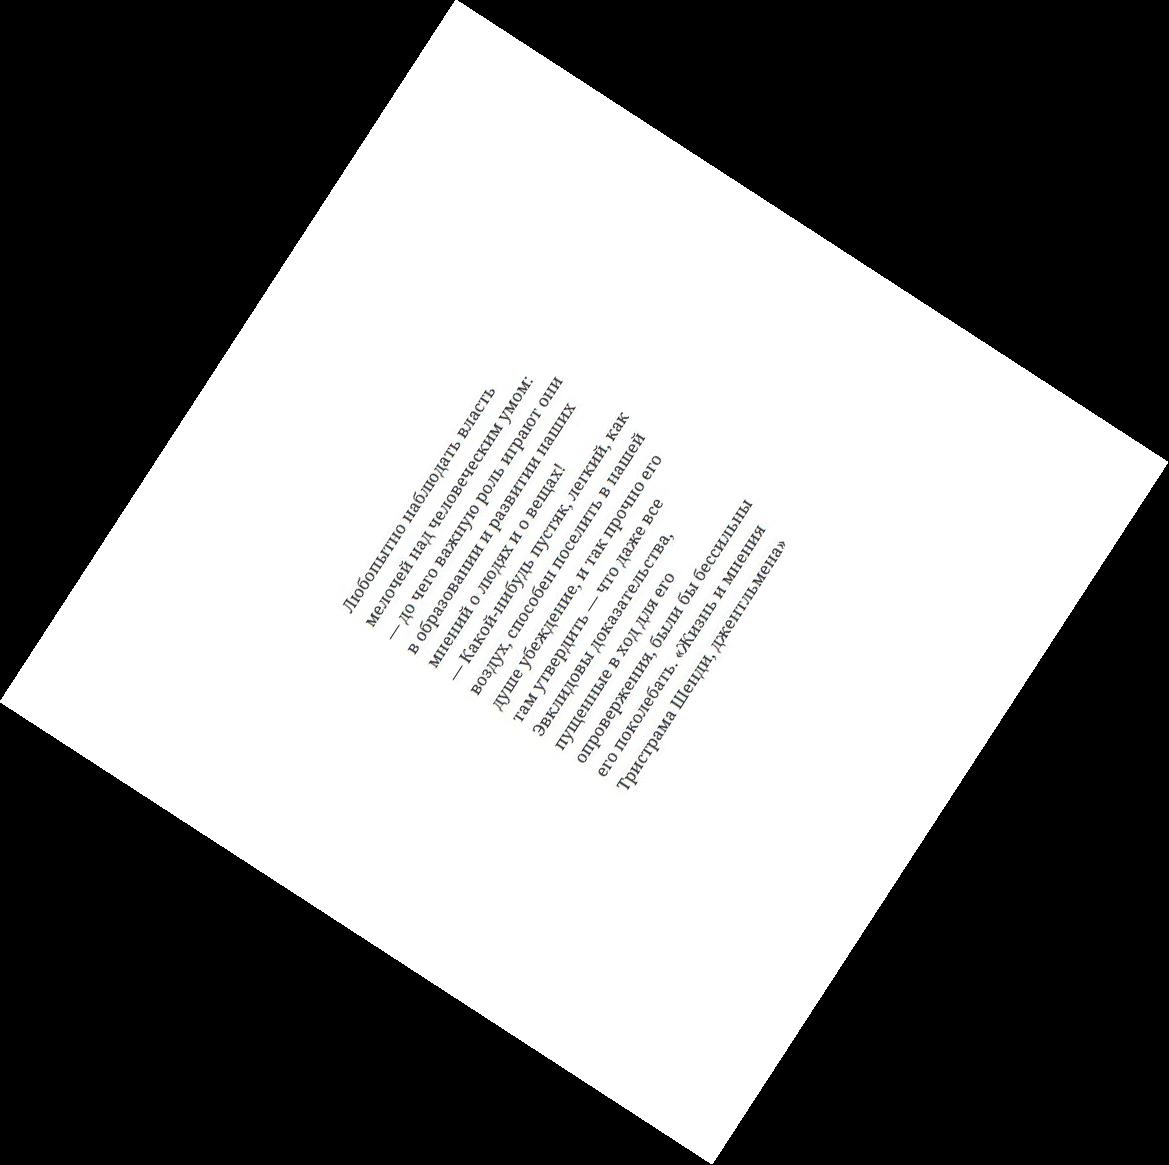 Любопытно наблюдать власть
мелочей над человеческим умом:
— до чего важную роль играют они
в образовании и развитии наших
мнений о людях и о вещах!
— Какой-нибудь пустяк, легкий, как
воздух, способен поселить в нашей
душе убеждение, и так прочно его
там утвердить — что даже все
Эвклидовы доказательства,
пущенные в ход для его
опровержения, были бы бессильны
его поколебать. «Жизнь и мнения
Тристрама Шенди, джентльмена»